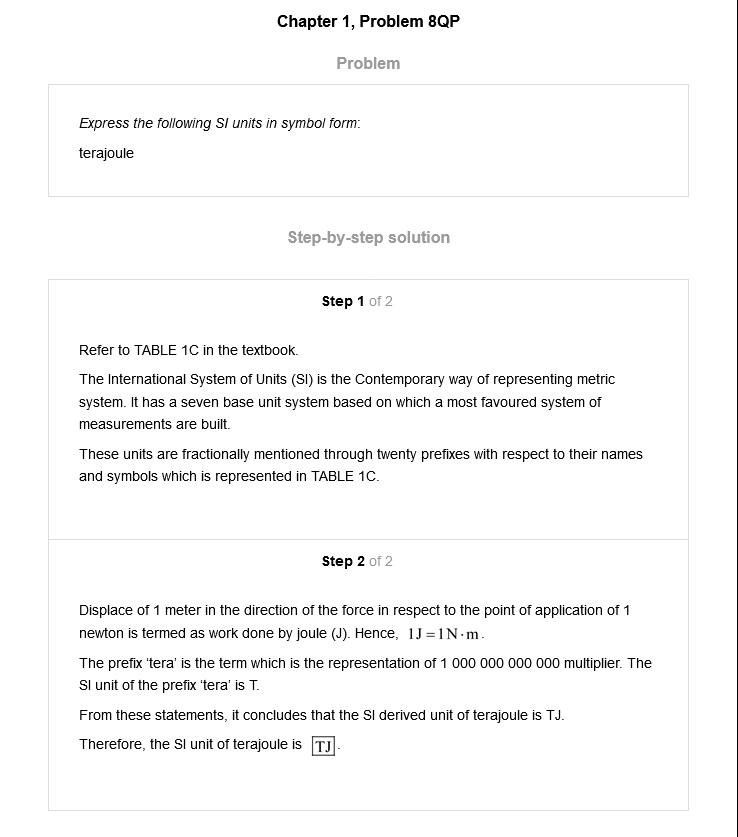 Chapter 1, Problem 8QP
Problem
Express the following SI units in symbol form:
terajoule
Step-by-step solution
Step 1 of 2
Refer to TABLE 1C in the textbook.
The International System of Units (SI) is the Contemporary way of representing metric
system. It has a seven base unit system based on which a most favoured system of
measurements are built.
These units are fractionally mentioned through twenty prefixes with respect to their names
and symbols which is represented in TABLE 1C.
Step 2 of 2
Displace of 1 meter in the direction of the force in respect to the point of application of 1
newton is termed as work done by joule (J). Hence, 1J=1N·m.
The prefix ‘tera’ is the term which is the representation of 1 000 000 000 000 multiplier. The
SI unit of the prefix ‘tera’ is T.
From these statements, it concludes that the SI derived unit of terajoule is TJ.
Therefore, the SI unit of terajoule is TJ.